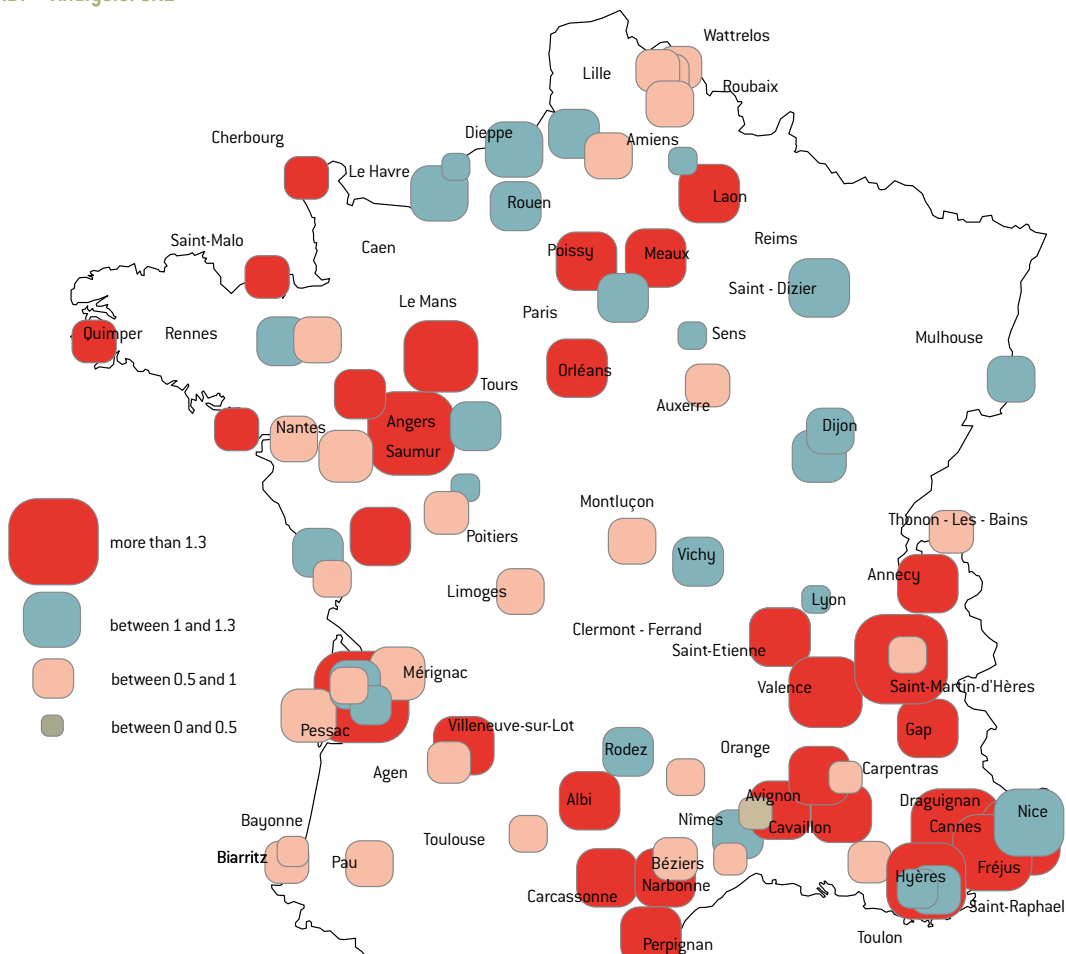 Wattrelos
Lille
Roubaix
Cherbourg
Dieppe
Amiens
Le Havre
Laon
Rouen
Saint-Malo
Caen
Poissy
Meaux
Reims
Saint - Dizier
Le Mans
Paris
Quimper
Rennes
Sens
Mulhouse
Orléans
Tours
Auxerre
Nantes
Angers
Dijon
Saumur
Montluçon
Thonon - Les - Bains
more than 1.3
Poitiers
Vichy
Annecy
Limoges
Lyon
between 1 and 1.3
Clermont - Ferrand
Saint-Etienne
between 0.5 and 1
Mérignac
Valence
Saint-Martin-d'Hères
between 0 and 0.5
Pessac
Villeneuve-sur-Lot
Gap
Rodez
Orange
Agen
Carpentras
Albi
Avignon
Draguignan
Nice
Bayonne
Nîmes
Cavaillon
Cannes
Toulouse
Biarritz
Pau
Béziers
Fréjus
Hyères
Narbonne
Carcassonne
Saint-Raphael
Toulon
Perpignan